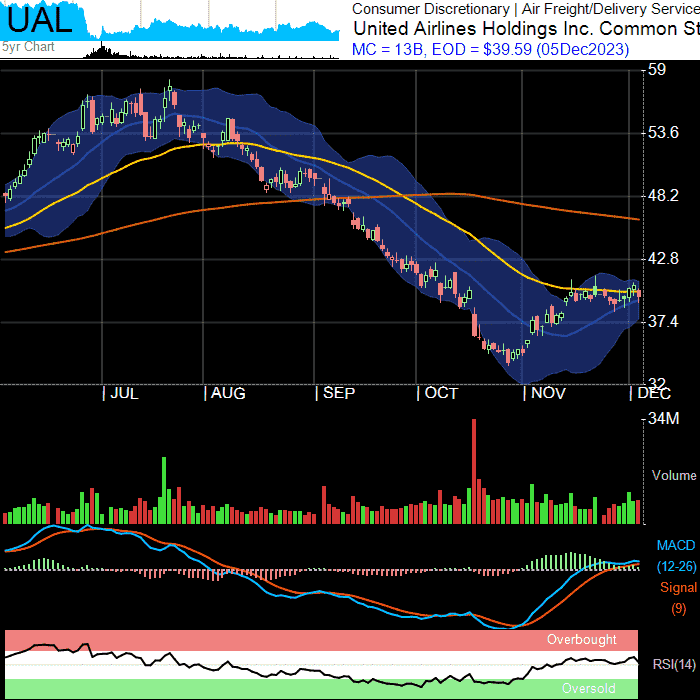 UAL
5yr Chart
Consumer Discretionary | Air Freight/Delivery Service
United Airlines Holdings Inc. Common St
MC = 13B, EOD = $39.59 (05Dec2023)
59
53.6
48.2
42.8
37.4
32
JUL AUG SEP OCT NOV DEC
34M
Volume
MACD
(12-26)
Signal
(9)
Overbought
RSI(14)
Oversold